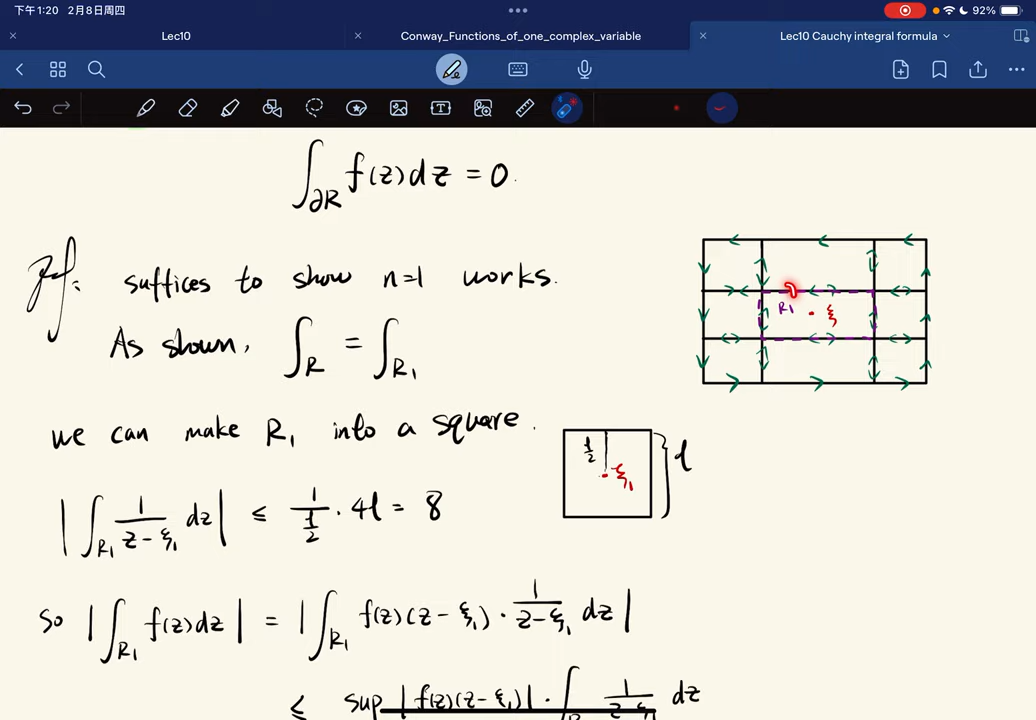 下午1:20 2月8日周四
92%
Lec10
Conway_Functions_of_one_complex_variable
Lec10 Cauchy integral formula
∫_{∂R} f(z)dz = 0.
Pf: suffices to show n=1 works.
As shown, ∫_R = ∫_{R₁}
R₁ ξ
we can make R₁ into a square.
l/2 ξ₁ l
|∫_{R₁} 1/(z-ξ₁) dz| ≤ 1/(l/2) · 4l = 8
So |∫_{R₁} f(z)dz| = |∫_{R₁} f(z)(z-ξ₁) · 1/(z-ξ₁) dz|
≤ sup |f(z)(z-ξ₁)| · ∫ 1/(z-ξ₁) dz